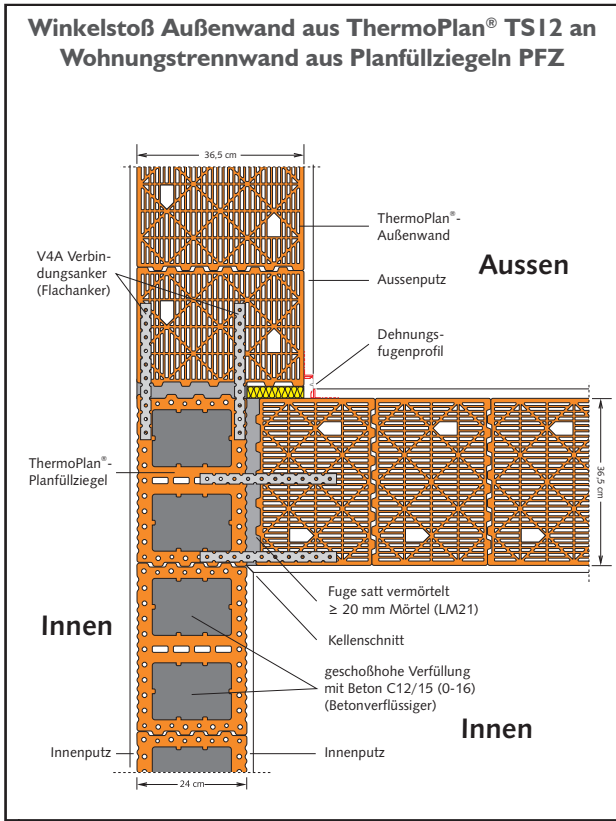 Winkelstoß Außenwand aus ThermoPlan® TS12 an
Wohnungstrennwand aus Planfüllziegeln PFZ
36,5 cm
ThermoPlan®-
Außenwand
V4A Verbin-
dungsanker
(Flachanker)
Aussen
Aussenputz
Dehnungs-
fugenprofil
ThermoPlan®-
Planfüllziegel
36,5 cm
Fuge satt vermörtelt
≥ 20 mm Mörtel (LM21)
Innen
Kellenschnitt
geschoßhohe Verfüllung
mit Beton C12/15 (0-16)
(Betonverflüssiger)
Innen
Innenputz
Innenputz
24 cm